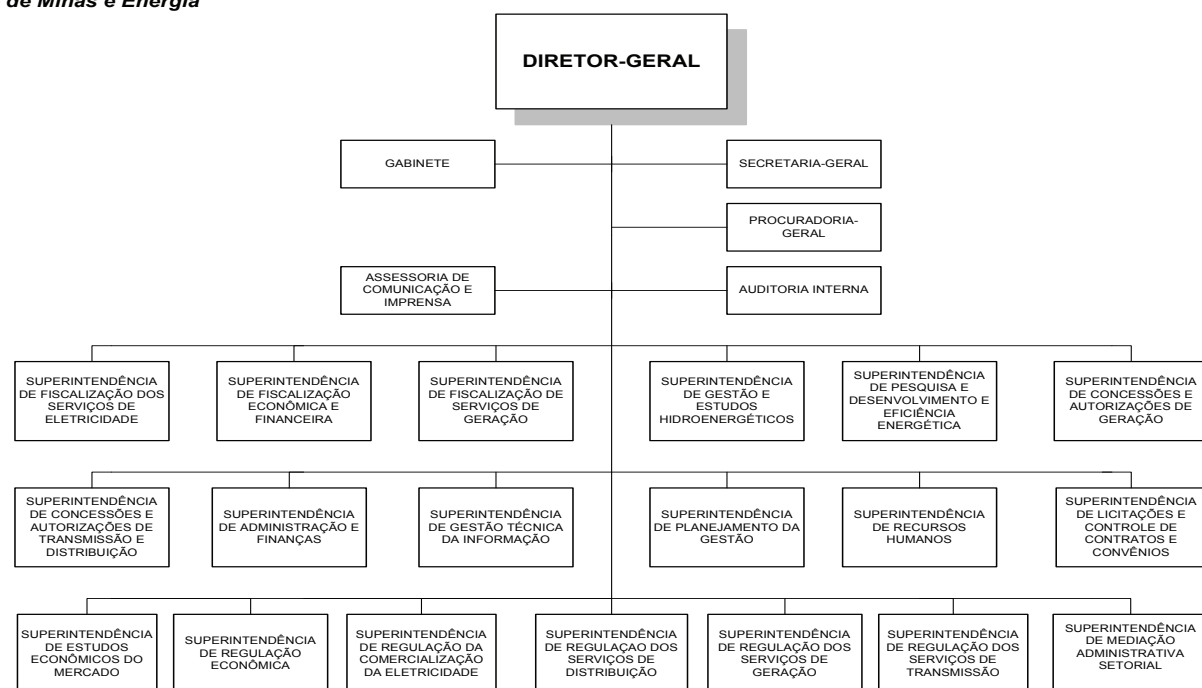 de Minas e Energia
DIRETOR-GERAL
GABINETE
SECRETARIA-GERAL
PROCURADORIA-
GERAL
ASSESSORIA DE
COMUNICAÇÃO E
IMPRENSA
AUDITORIA INTERNA
SUPERINTENDÊNCIA
DE FISCALIZAÇÃO DOS
SERVIÇOS DE
ELETRICIDADE
SUPERINTENDÊNCIA
DE FISCALIZAÇÃO
ECONÔMICA E
FINANCEIRA
SUPERINTENDÊNCIA
DE FISCALIZAÇÃO DE
SERVIÇOS DE
GERAÇÃO
SUPERINTENDÊNCIA
DE GESTÃO E
ESTUDOS
HIDROENERGÉTICOS
SUPERINTENDÊNCIA
DE PESQUISA E
DESENVOLVIMENTO E
EFICIÊNCIA
ENERGÉTICA
SUPERINTENDÊNCIA
DE CONCESSÕES E
AUTORIZAÇÕES DE
GERAÇÃO
SUPERINTENDÊNCIA
DE CONCESSÕES E
AUTORIZAÇÕES DE
TRANSMISSÃO E
DISTRIBUIÇÃO
SUPERINTENDÊNCIA
DE ADMINISTRAÇÃO E
FINANÇAS
SUPERINTENDÊNCIA
DE GESTÃO TÉCNICA
DA INFORMAÇÃO
SUPERINTENDÊNCIA
DE PLANEJAMENTO DA
GESTÃO
SUPERINTENDÊNCIA
DE RECURSOS
HUMANOS
SUPERINTENDÊNCIA
DE LICITAÇÕES E
CONTROLE DE
CONTRATOS E
CONVÊNIOS
SUPERINTENDÊNCIA
DE ESTUDOS
ECONÔMICOS DO
MERCADO
SUPERINTENDÊNCIA
DE REGULAÇÃO
ECONÔMICA
SUPERINTENDÊNCIA
DE REGULAÇÃO DA
COMERCIALIZAÇÃO
DA ELETRICIDADE
SUPERINTENDÊNCIA
DE REGULAÇAO DOS
SERVIÇOS DE
DISTRIBUIÇÃO
SUPERINTENDÊNCIA
DE REGULAÇÃO DOS
SERVIÇOS DE
GERAÇÃO
SUPERINTENDÊNCIA
DE REGULAÇÃO DOS
SERVIÇOS DE
TRANSMISSÃO
SUPERINTENDÊNCIA
DE MEDIAÇÃO
ADMINISTRATIVA
SETORIAL